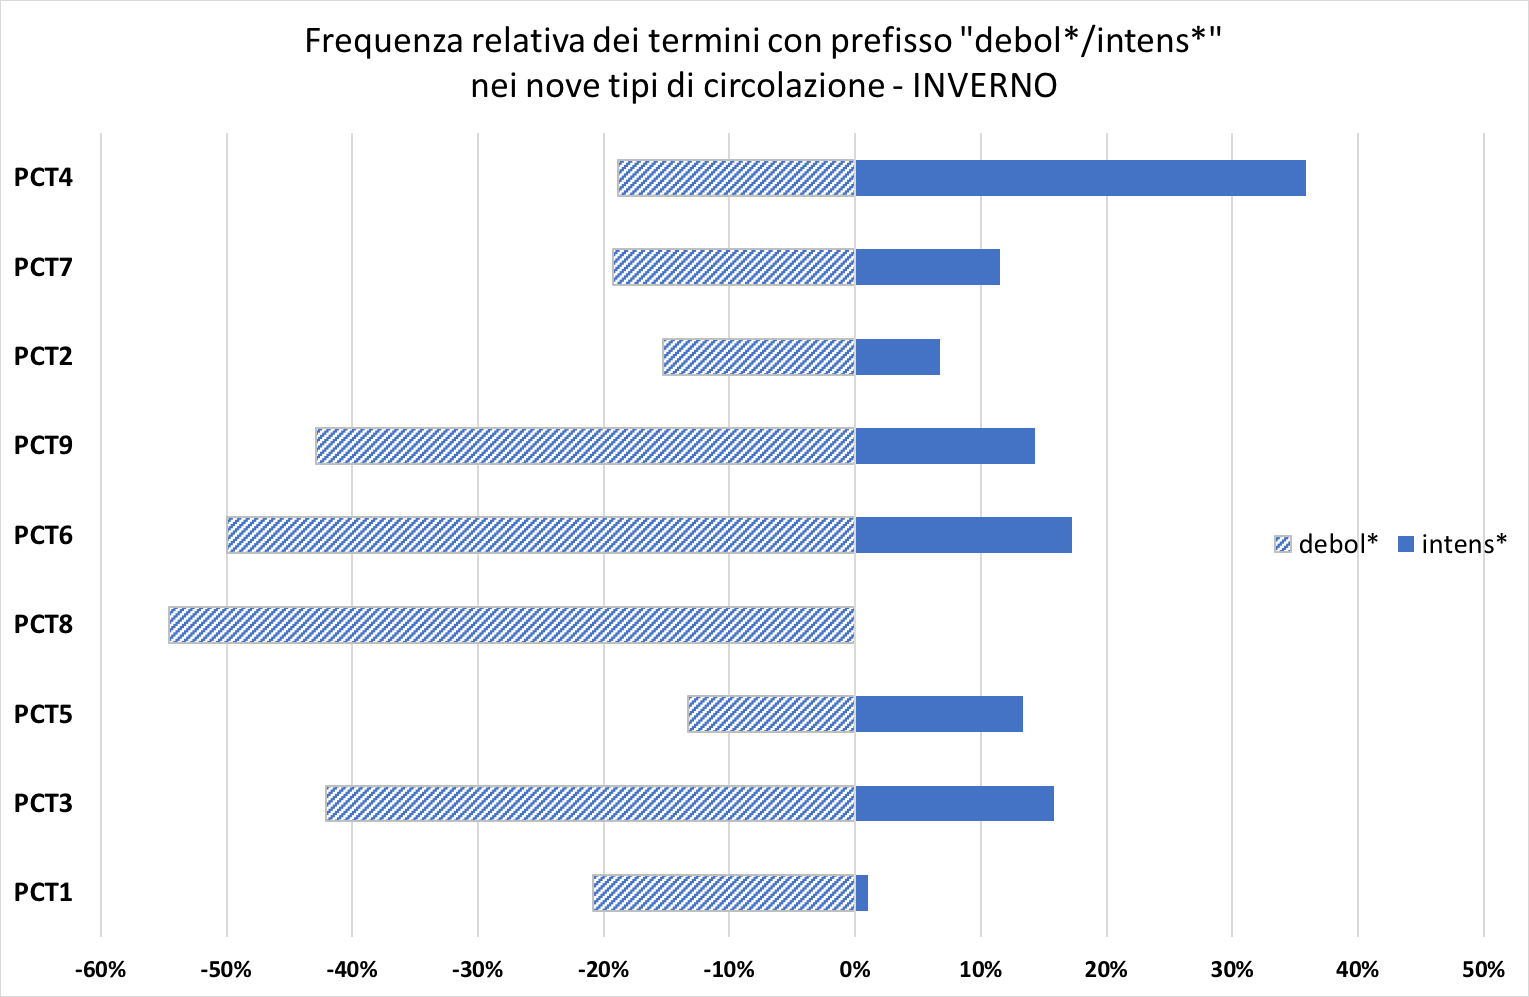 Frequenza relativa dei termini con prefisso "debol*/intens*"
nei nove tipi di circolazione - INVERNO
PCT4
PCT7
PCT2
PCT9
PCT6
debol* intens*
PCT8
PCT5
PCT3
PCT1
-60% -50% -40% -30% -20% -10% 0% 10% 20% 30% 40% 50%